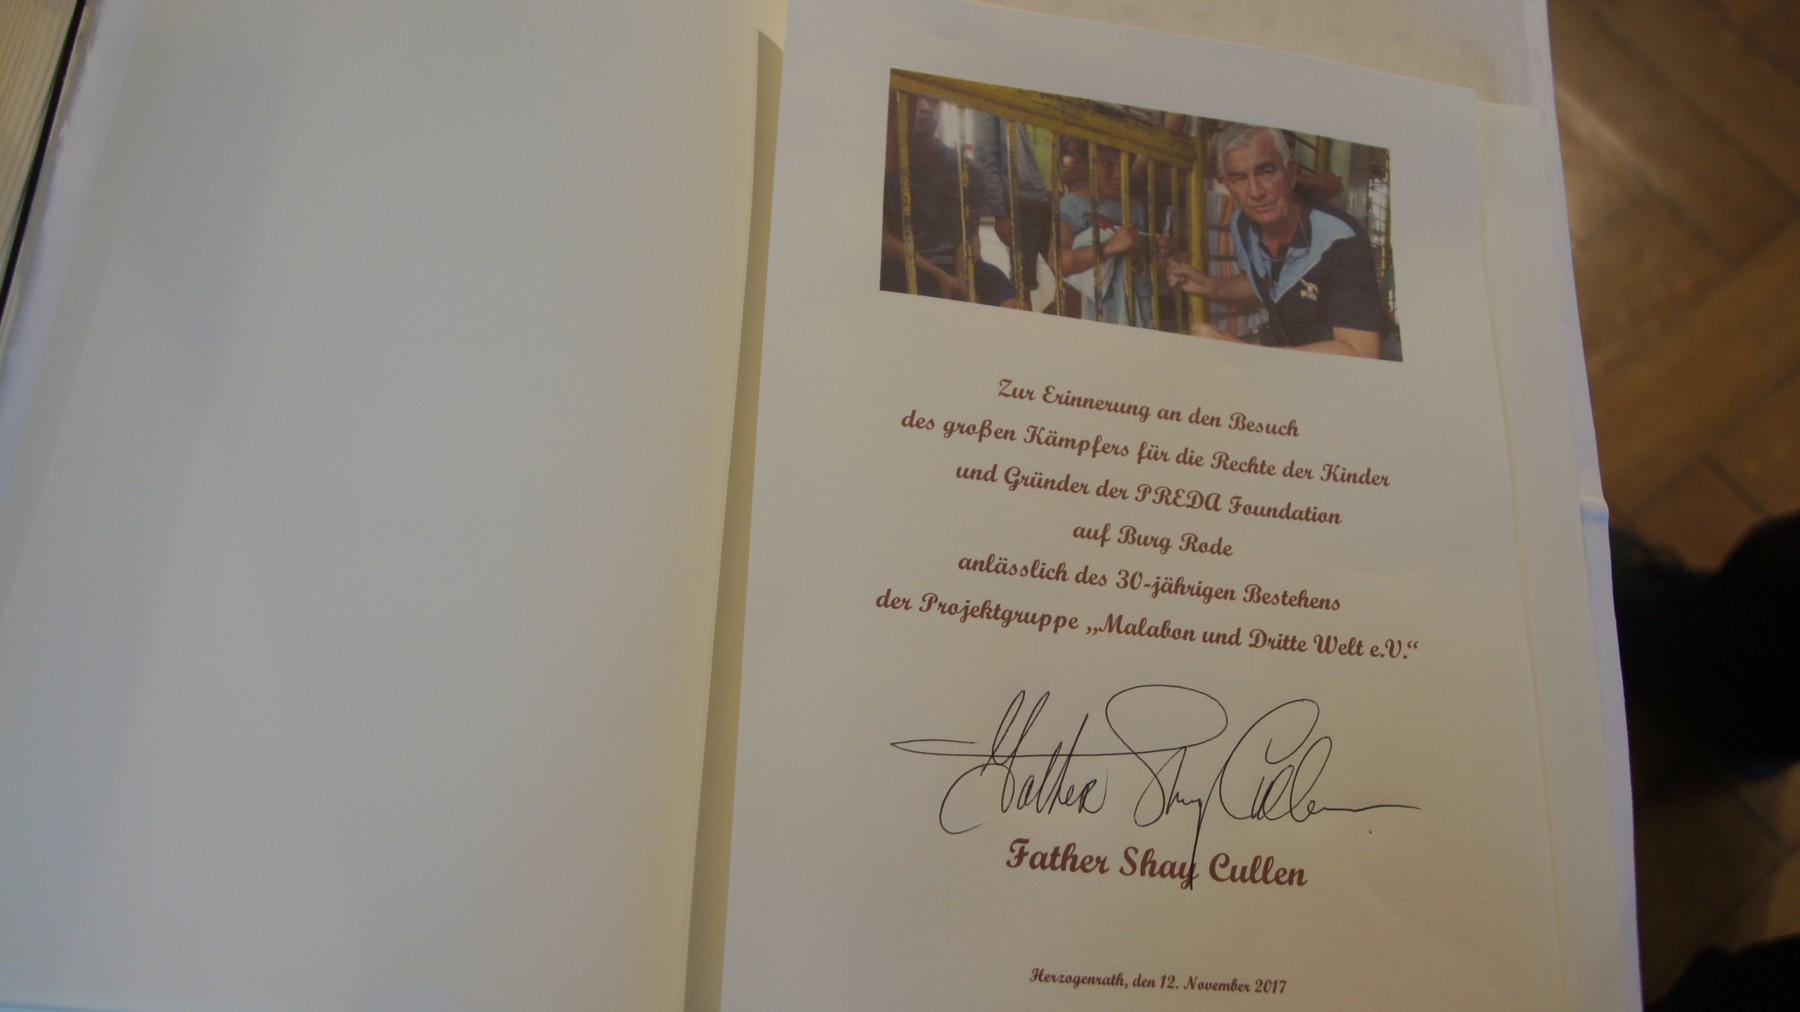 Zur Erinnerung an den Besuch
des großen Kämpfers für die Rechte der Kinder
und Gründer der PREDA Foundation
auf Burg Rode
anlässlich des 30-jährigen Bestehens
der Projektgruppe „Malabon und Dritte Welt e.V.“
Father Shay Cullen
Father Shay Cullen
Herzogenrath, den 12. November 2017